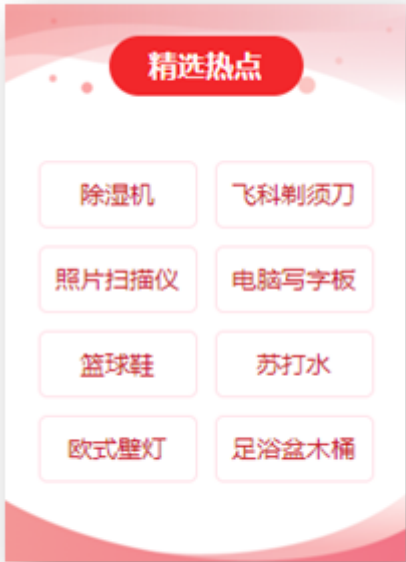 精选热点
除湿机
飞科剃须刀
照片扫描仪
电脑写字板
篮球鞋
苏打水
欧式壁灯
足浴盆木桶